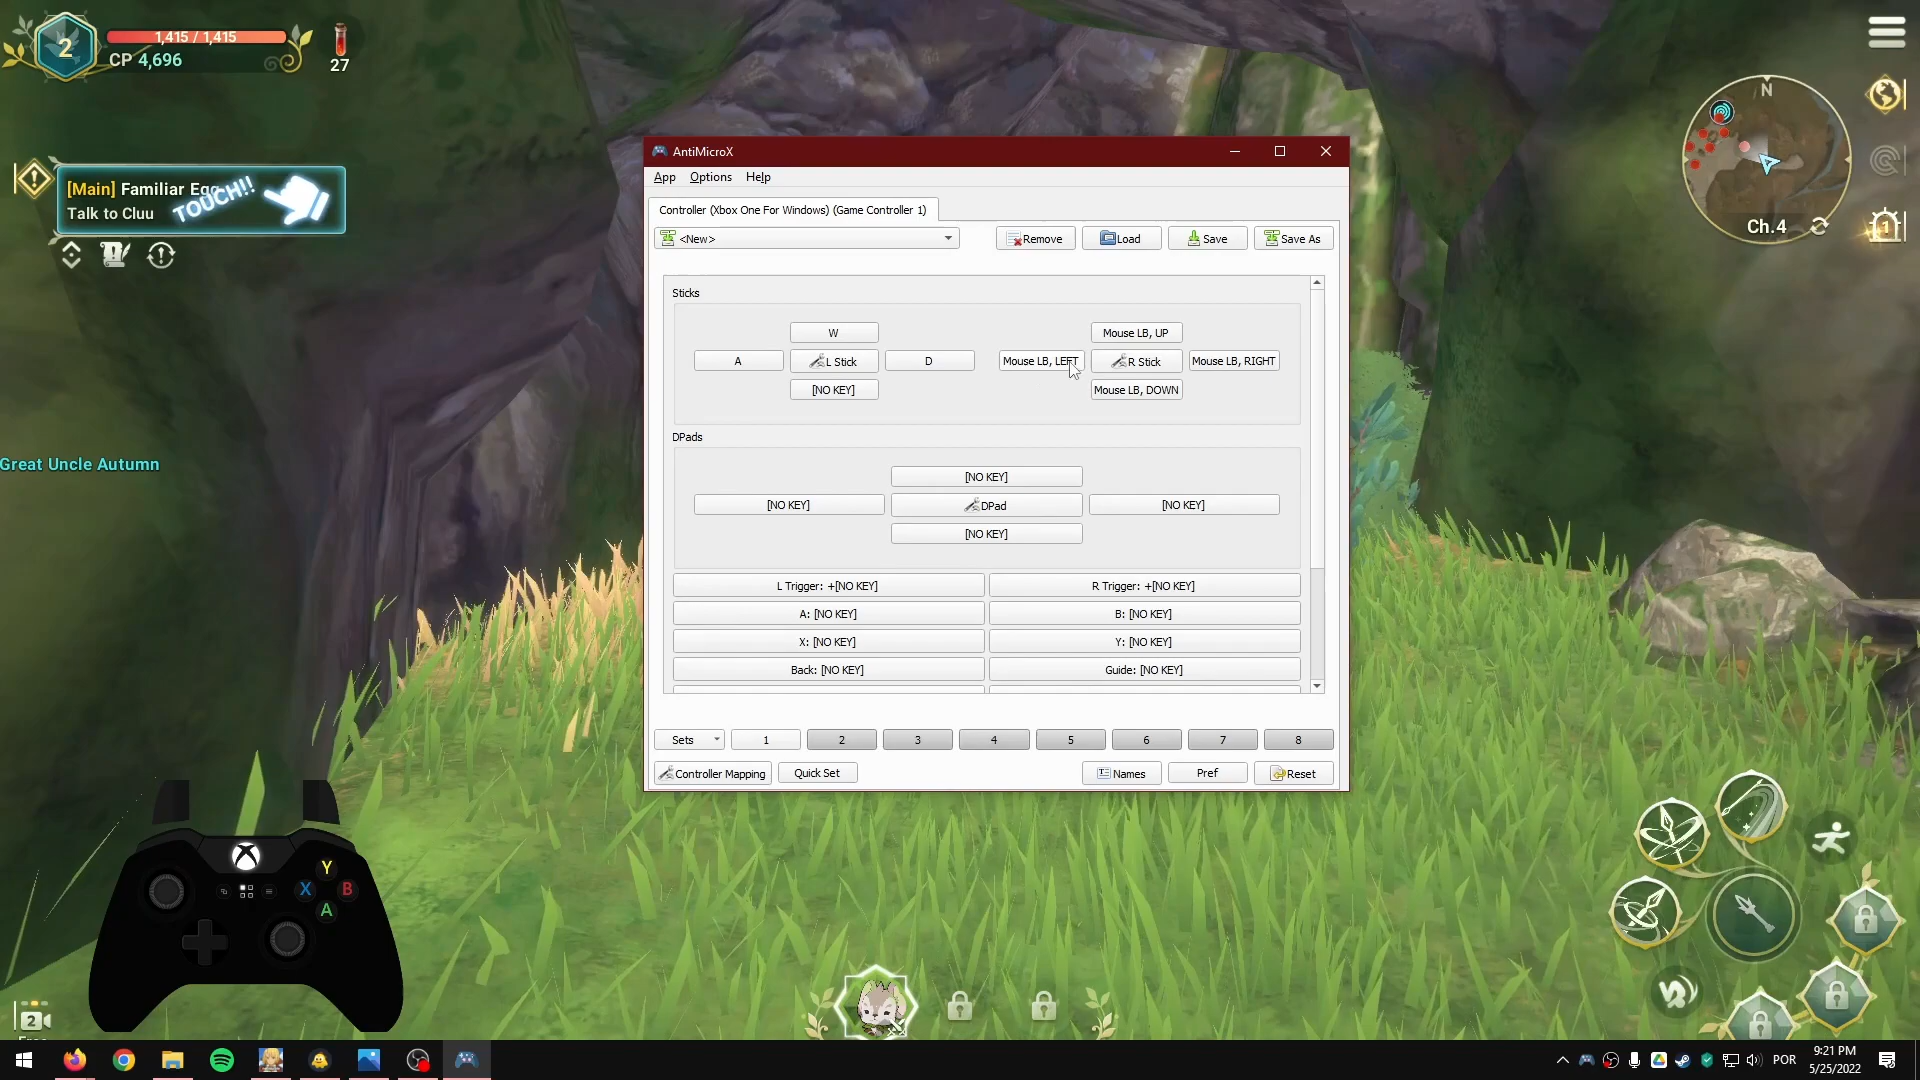 2
1,415 / 1,415
CP 4,696
27
[Main] Familiar Egg
Talk to Cluu
TOUCH!!
N
Ch.4
1
Great Uncle Autumn
AntiMicroX
App Options Help
Controller (Xbox One For Windows) (Game Controller 1)
<New>
Remove
Load
Save
Save As
Sticks
W
Mouse LB, UP
A
L Stick
D
Mouse LB, LEFT
R Stick
Mouse LB, RIGHT
[NO KEY]
Mouse LB, DOWN
DPads
[NO KEY]
[NO KEY]
DPad
[NO KEY]
[NO KEY]
L Trigger: +[NO KEY]
R Trigger: +[NO KEY]
A: [NO KEY]
B: [NO KEY]
X: [NO KEY]
Y: [NO KEY]
Back: [NO KEY]
Guide: [NO KEY]
Sets
1
2
3
4
5
6
7
8
Controller Mapping
Quick Set
Names
Pref
Reset
Y
X
B
A
2
POR
9:21 PM
5/25/2022